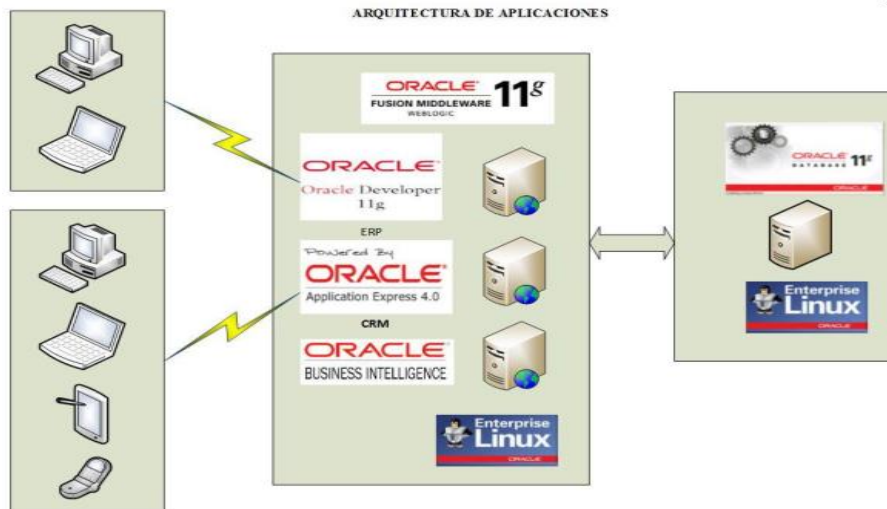 ARQUITECTURA DE APLICACIONES
ORACLE
FUSION MIDDLEWARE
WEBLOGIC
11g
ORACLE
Oracle Developer
11g
ERP
Powered By
ORACLE
Application Express 4.0
CRM
ORACLE
BUSINESS INTELLIGENCE
Enterprise
Linux
ORACLE
ORACLE 11g
DATABASE
ORACLE
Enterprise
Linux
ORACLE